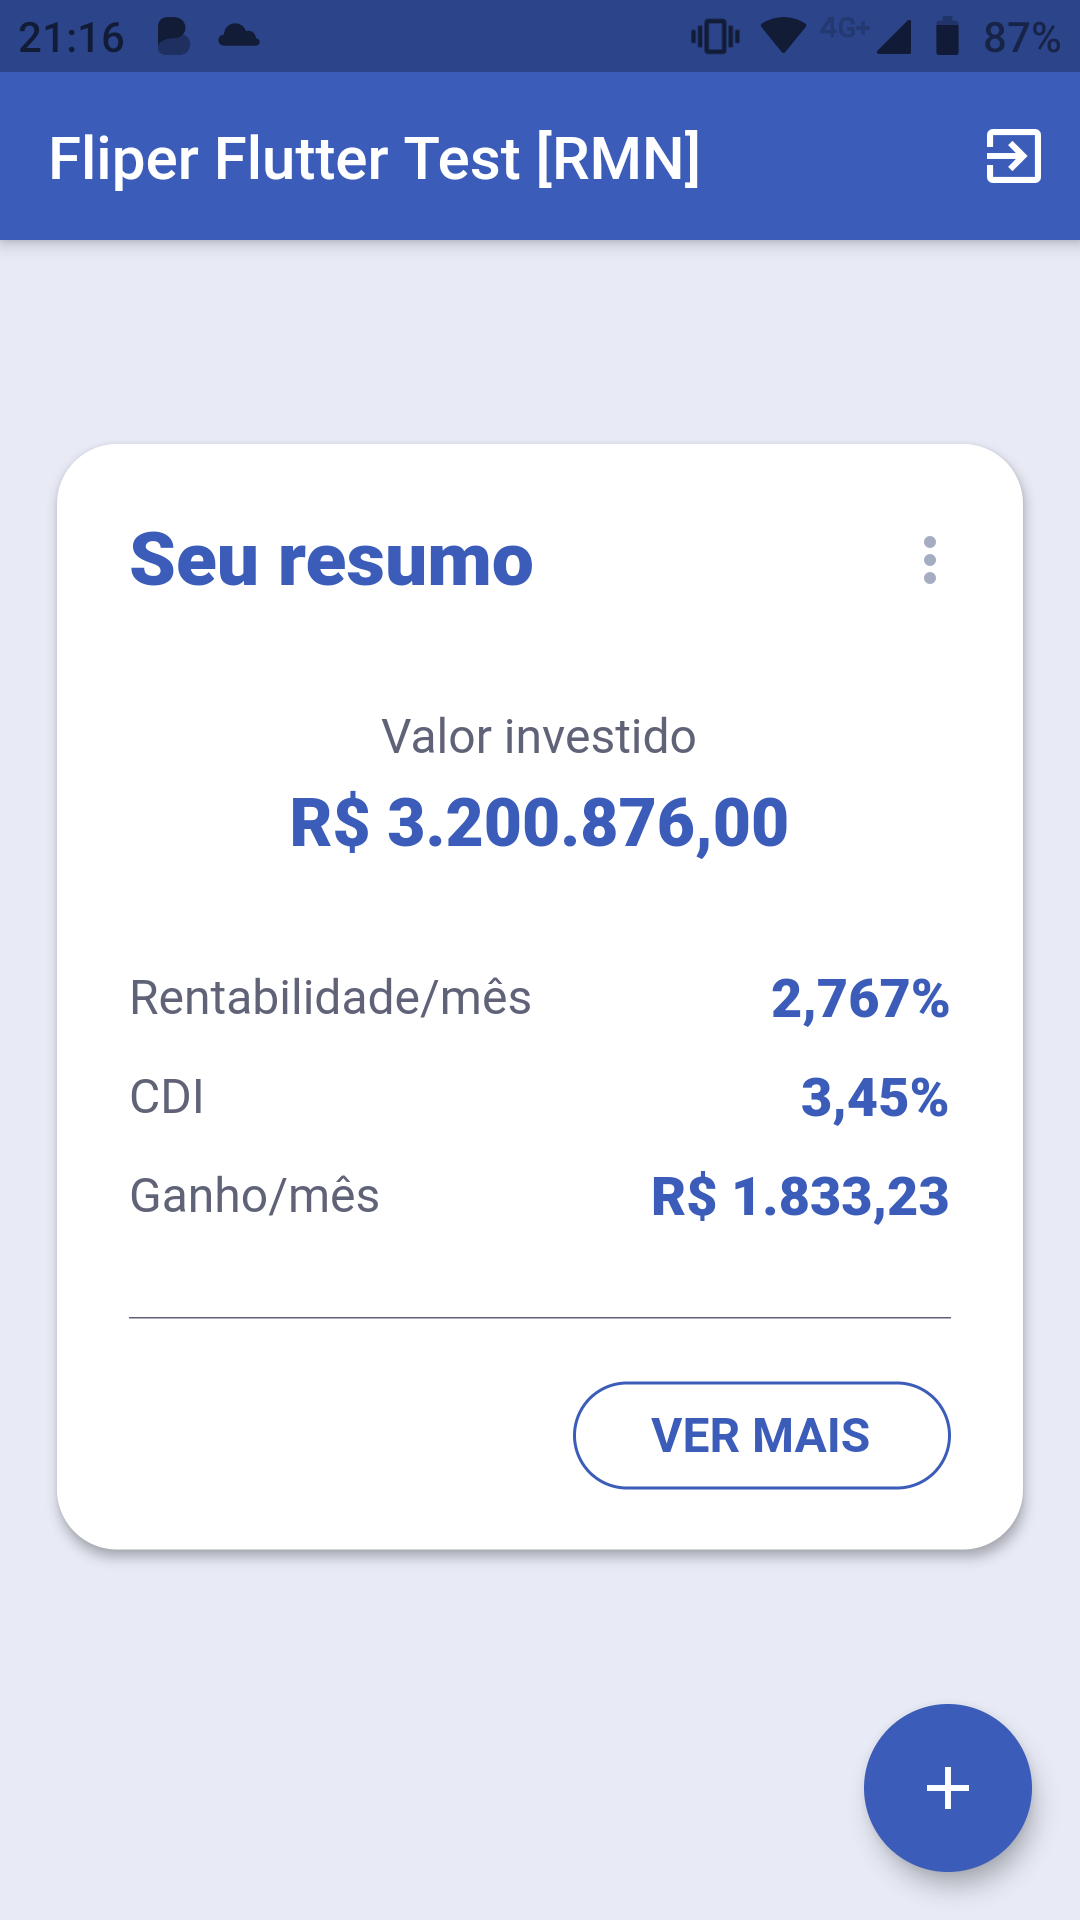 21:16 4G+ 87%
Fliper Flutter Test [RMN]
Seu resumo
Valor investido
R$ 3.200.876,00
Rentabilidade/mês 2,767%
CDI 3,45%
Ganho/mês R$ 1.833,23
VER MAIS